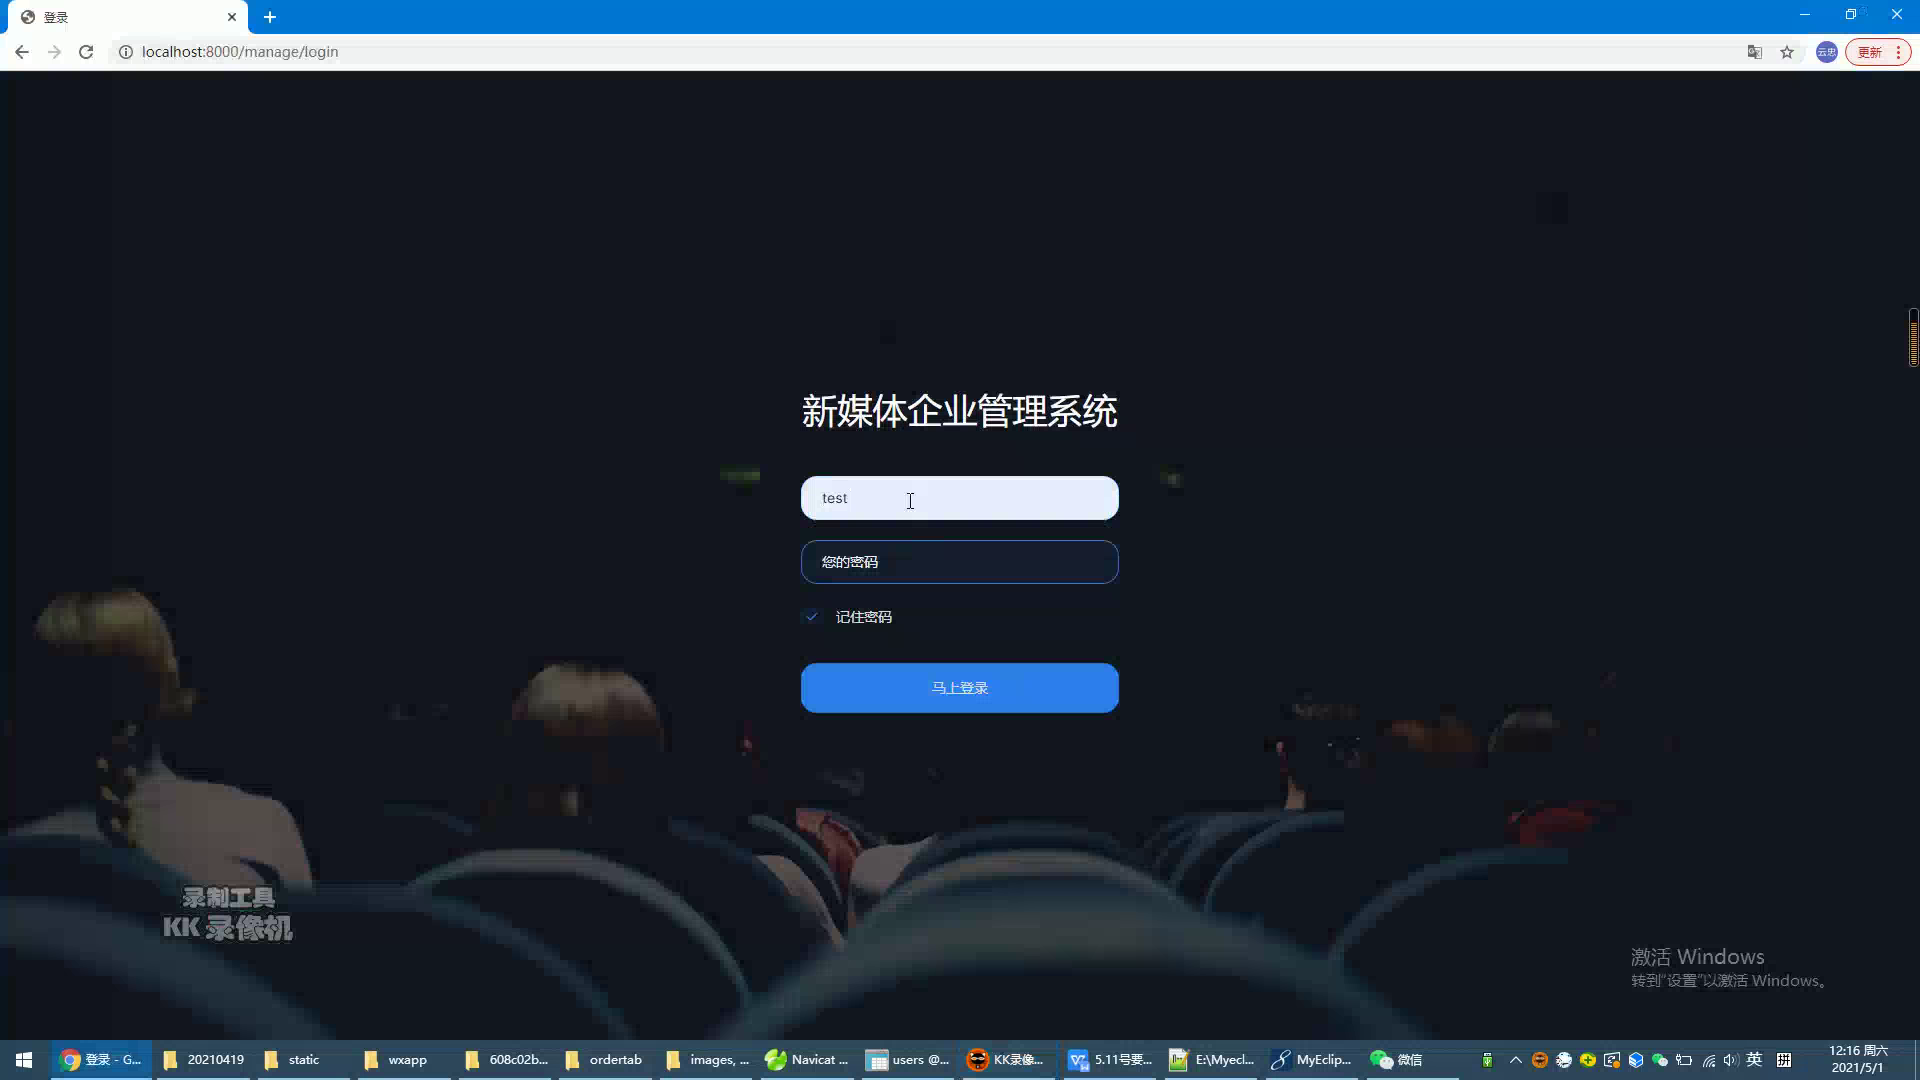 登录
localhost:8000/manage/login
云忠
更新
新媒体企业管理系统
test
您的密码
记住密码
马上登录
录制工具
KK 录像机
激活 Windows
转到"设置"以激活 Windows。
登录 - G...
20210419
static
wxapp
608c02b...
ordertab
images, ...
Navicat ...
users @...
KK录像...
5.11号要...
E:\Myecl...
MyEclip...
微信
英
拼
12:16 周六
2021/5/1